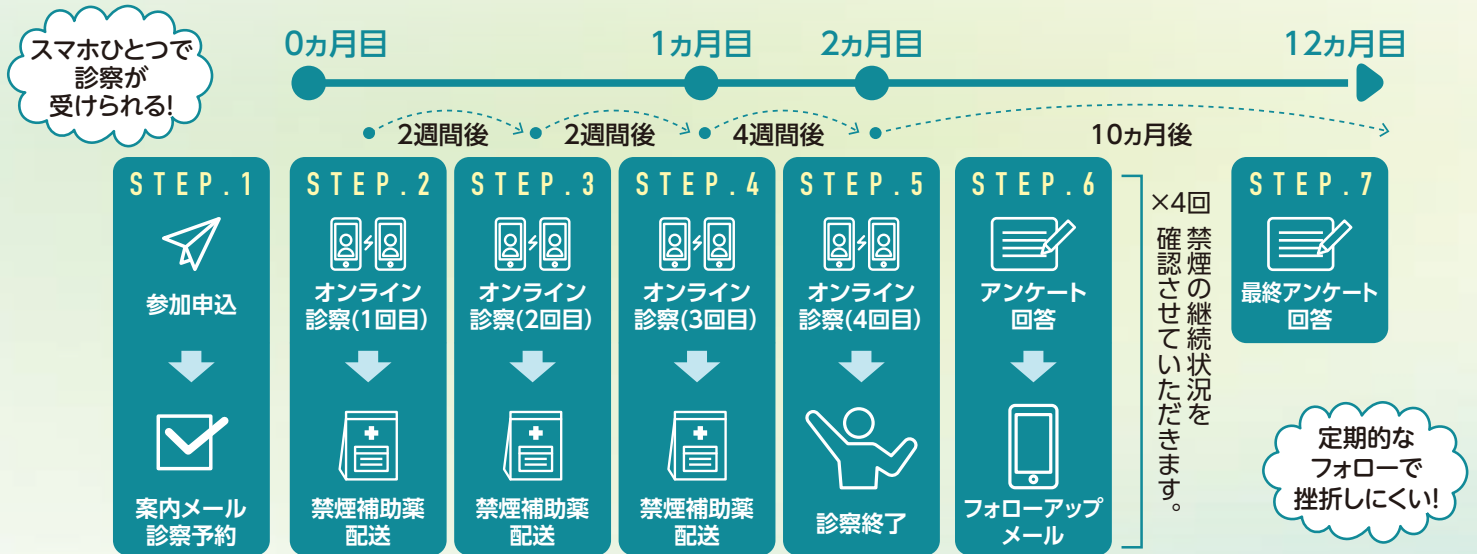 スマホひとつで
診察が
受けられる!
0ヵ月目
1ヵ月目
2ヵ月目
12ヵ月目
2週間後
2週間後
4週間後
10ヵ月後
STEP.1
参加申込
案内メール
診察予約
STEP.2
オンライン
診察(1回目)
禁煙補助薬
配送
STEP.3
オンライン
診察(2回目)
禁煙補助薬
配送
STEP.4
オンライン
診察(3回目)
禁煙補助薬
配送
STEP.5
オンライン
診察(4回目)
診察終了
STEP.6
アンケート
回答
フォローアップ
メール
×4回
禁煙の継続状況を
確認させていただきます。
STEP.7
最終アンケート
回答
定期的な
フォローで
挫折しにくい!